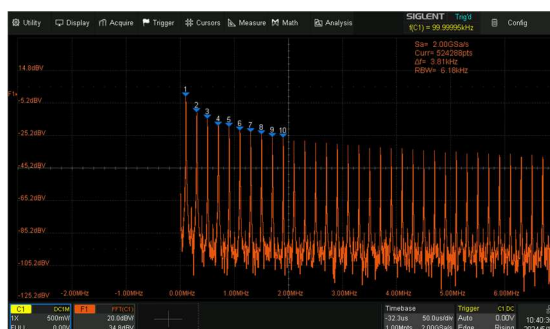 Utility Display Acquire Trigger Cursors Measure Math Analysis SIGLENT Trig'd Config
f(C1) = 99.99995kHz
Sa= 2.00GSa/s
Curr= 524288pts
Δf= 3.81kHz
RBW= 6.18kHz
14.8dBV
F1
-5.2dBV
1
2
3
4 5 6 7 8 9 10
-25.2dBV
-45.2dBV
-65.2dBV
-85.2dBV
-105.2dBV
-125.2dBV
-2.00MHz -1.00MHz 0.00MHz 1.00MHz 2.00MHz 3.00MHz 4.00MHz 5.00MHz 6.00MHz
C1 DC1M F1 FFT(C1) Timebase Trigger C1 DC
1X 500mV/ 20.0dBV/ -32.3us 50.0us/div Auto 0.00V
FULL 0.00V 34.8dBV 1.00Mpts 2.00GSa/s Edge Rising